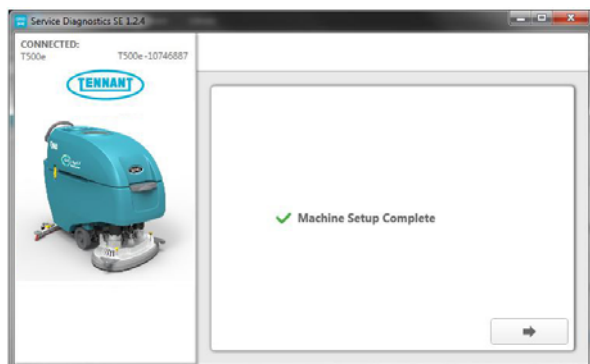 Service Diagnostics SE 1.2.4
CONNECTED:
T500e T500e-10746887
TENNANT
Machine Setup Complete